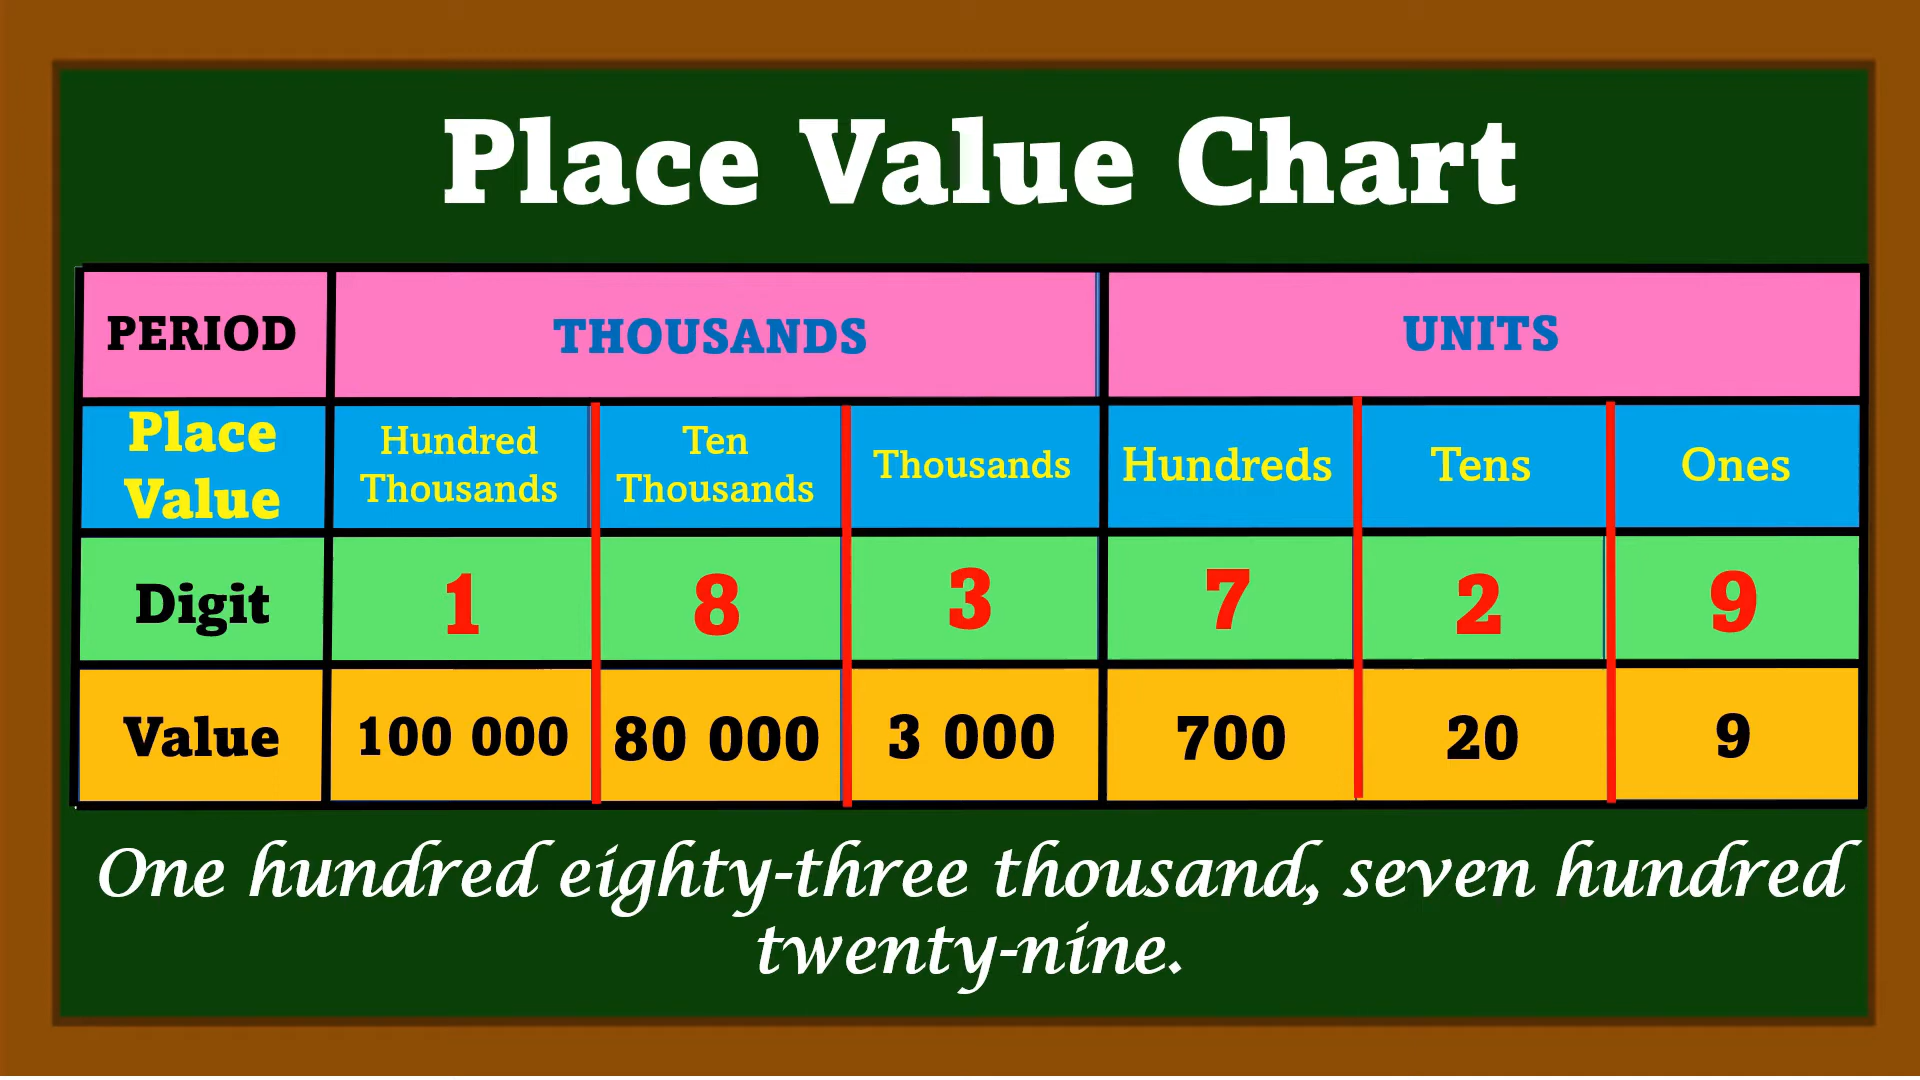 Place Value Chart
PERIOD THOUSANDS UNITS
Place Value Hundred Thousands Ten Thousands Thousands Hundreds Tens Ones
Digit 1 8 3 7 2 9
Value 100 000 80 000 3 000 700 20 9
One hundred eighty-three thousand, seven hundred
twenty-nine.